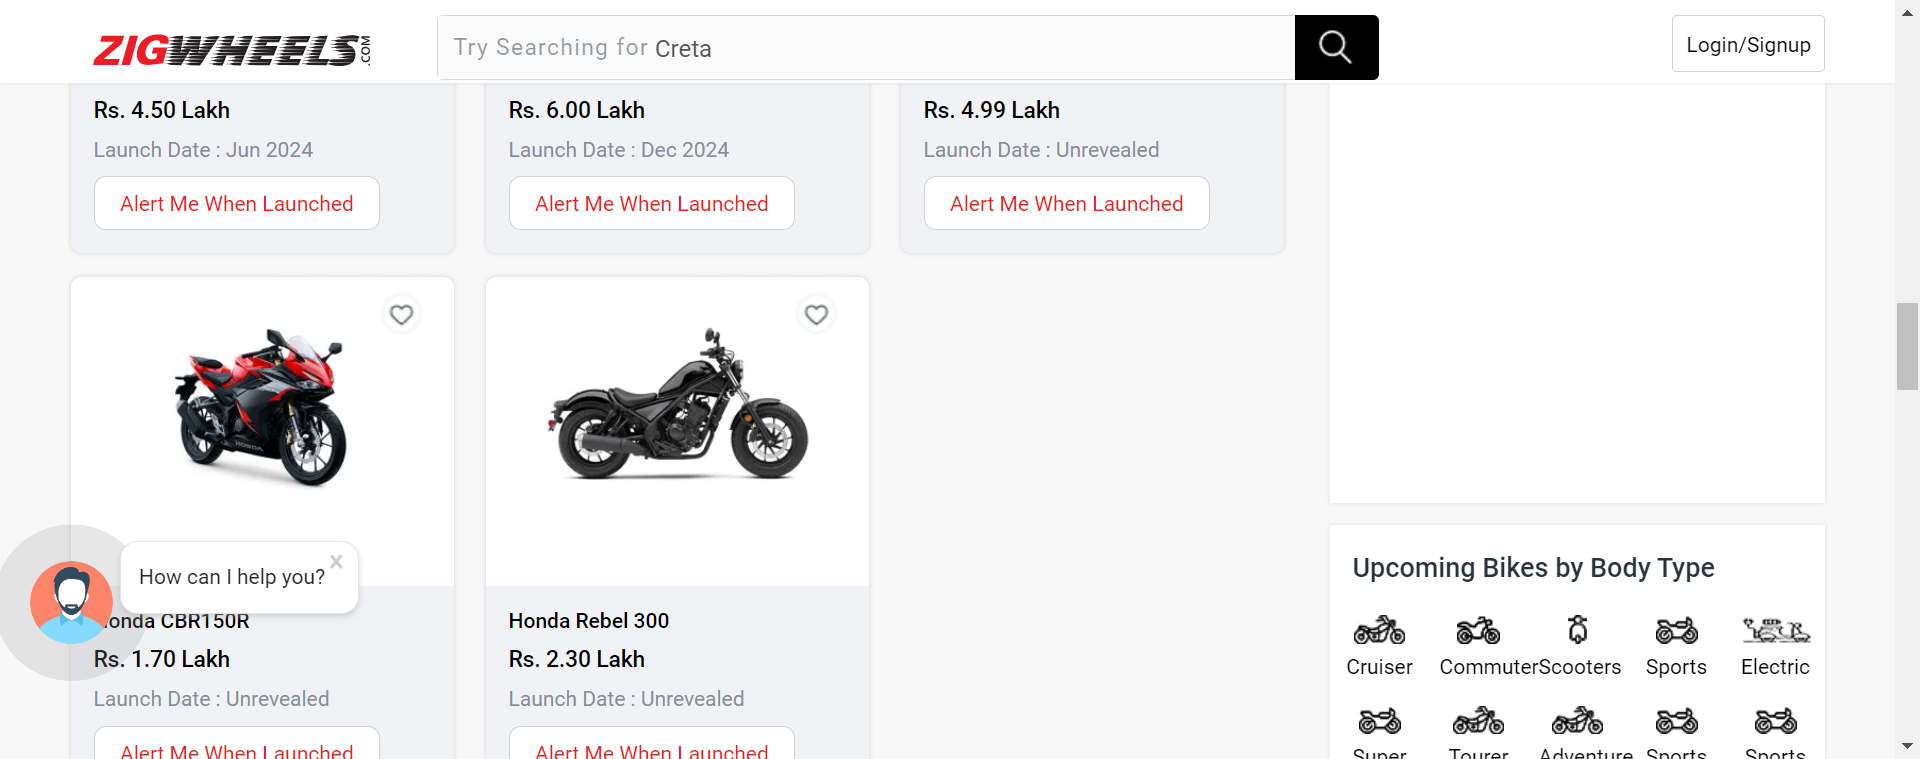 ZIGWHEELS.COM
Try Searching for Creta
Login/Signup
Rs. 4.50 Lakh
Launch Date : Jun 2024
Alert Me When Launched
Rs. 6.00 Lakh
Launch Date : Dec 2024
Alert Me When Launched
Rs. 4.99 Lakh
Launch Date : Unrevealed
Alert Me When Launched
HONDA
How can I help you?
onda CBR150R
Rs. 1.70 Lakh
Launch Date : Unrevealed
Alert Me When Launched
Honda Rebel 300
Rs. 2.30 Lakh
Launch Date : Unrevealed
Alert Me When Launched
Upcoming Bikes by Body Type
Cruiser
Commuter
Scooters
Sports
Electric
Super
Tourer
Adventure
Sports
Sports